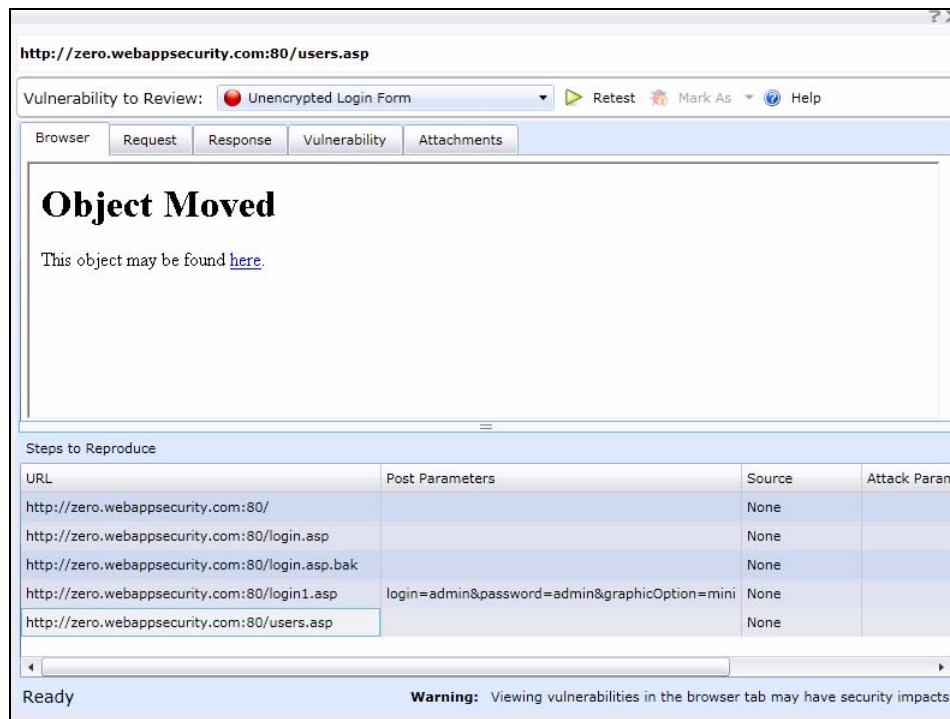 http://zero.webappsecurity.com:80/users.asp
Vulnerability to Review: Unencrypted Login Form Retest Mark As Help
Browser Request Response Vulnerability Attachments
Object Moved
This object may be found here.
Steps to Reproduce
URL Post Parameters Source Attack Param
http://zero.webappsecurity.com:80/ None
http://zero.webappsecurity.com:80/login.asp None
http://zero.webappsecurity.com:80/login.asp.bak None
http://zero.webappsecurity.com:80/login1.asp login=admin&password=admin&graphicOption=mini None
http://zero.webappsecurity.com:80/users.asp None
Ready Warning: Viewing vulnerabilities in the browser tab may have security impacts